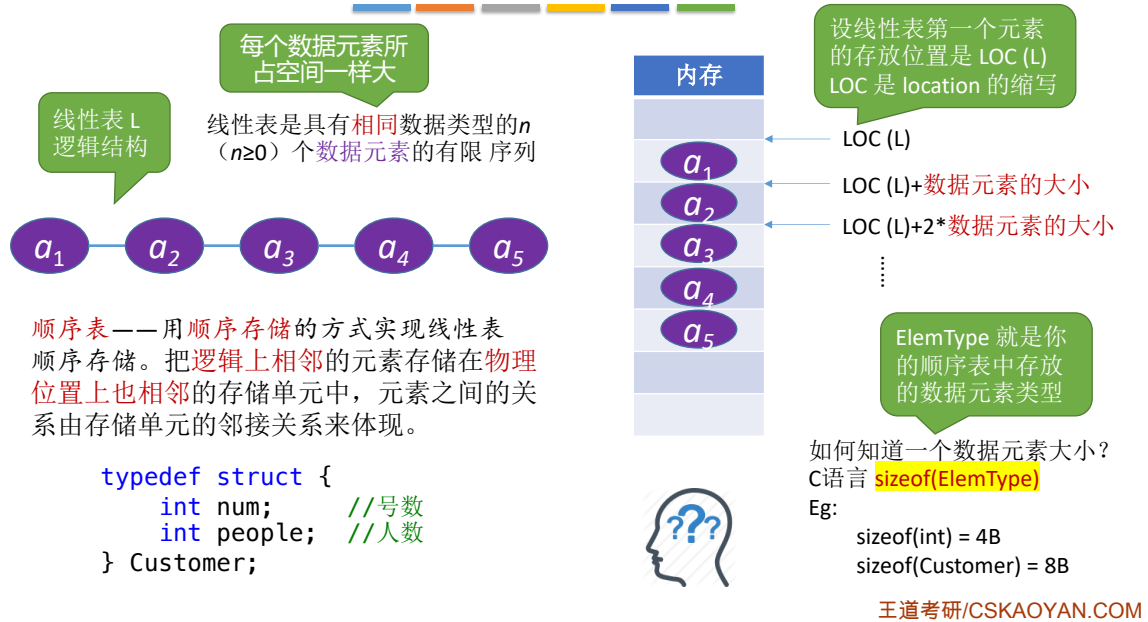 每个数据元素所
占空间一样大
线性表 L
逻辑结构
线性表是具有相同数据类型的n
（n≥0）个数据元素的有限 序列
a1
a2
a3
a4
a5
顺序表——用顺序存储的方式实现线性表
顺序存储。把逻辑上相邻的元素存储在物理
位置上也相邻的存储单元中，元素之间的关
系由存储单元的邻接关系来体现。
typedef struct {
int num; //号数
int people; //人数
} Customer;
内存
a1
a2
a3
a4
a5
设线性表第一个元素
的存放位置是 LOC (L)
LOC 是 location 的缩写
LOC (L)
LOC (L)+数据元素的大小
LOC (L)+2*数据元素的大小
……
ElemType 就是你
的顺序表中存放
的数据元素类型
如何知道一个数据元素大小？
C语言 sizeof(ElemType)
Eg:
sizeof(int) = 4B
sizeof(Customer) = 8B
???
王道考研/CSKAOYAN.COM